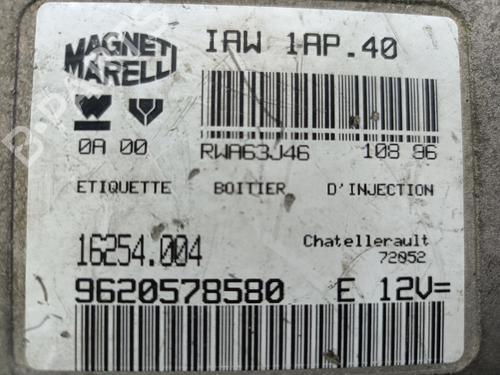 MAGNETI MARELLI
IAW 1AP.40
0A 00
RWA63J46 108 96
ETIQUETTE BOITIER D'INJECTION
16254.004
Chatellerault
72052
9620578580 E 12V=